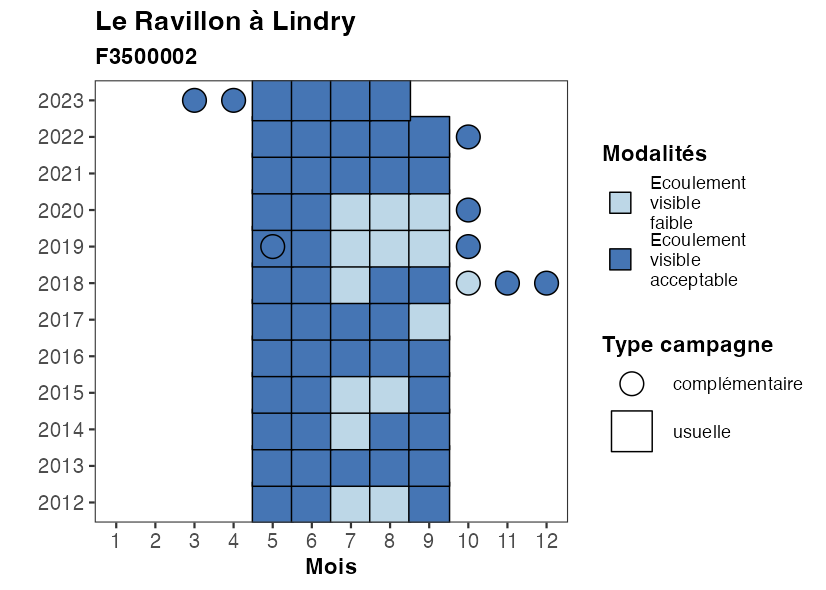 Le Ravillon à Lindry
F3500002
2023
2022
2021
2020
2019
2018
2017
2016
2015
2014
2013
2012
1 2 3 4 5 6 7 8 9 10 11 12
Mois
Modalités
Ecoulement
visible
faible
Ecoulement
visible
acceptable
Type campagne
complémentaire
usuelle